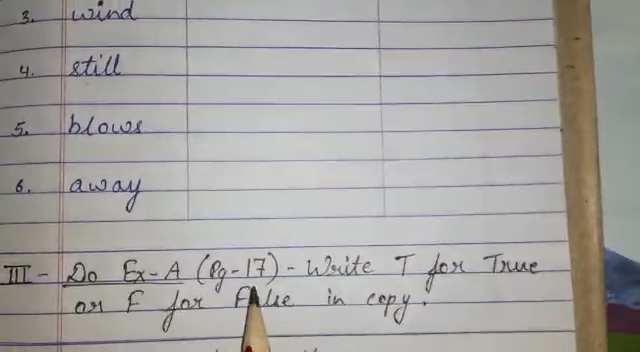 3. wind
4. still
5. blows
6. away
III - Do Ex-A (Pg-17) - Write T for True
or F for False in copy.